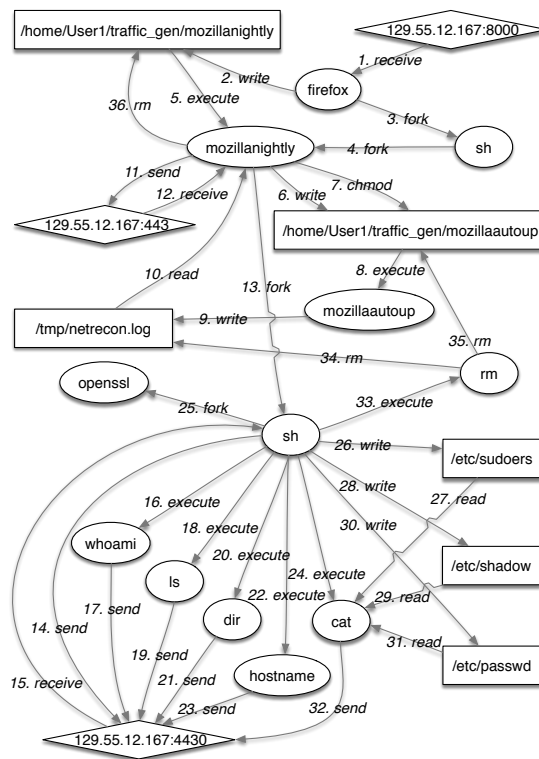 /home/User1/traffic_gen/mozillanightly
129.55.12.167:8000
1. receive
2. write
firefox
36. rm
5. execute
3. fork
mozillanightly
4. fork
sh
11. send
7. chmod
12. receive
6. write
129.55.12.167:443
/home/User1/traffic_gen/mozillaautoup
10. read
8. execute
13. fork
mozillaautoup
/tmp/netrecon.log
9. write
35. rm
34. rm
openssl
rm
25. fork
33. execute
sh
26. write
/etc/sudoers
28. write
27. read
16. execute
30. write
18. execute
whoami
20. execute
/etc/shadow
ls
24. execute
22. execute
29. read
17. send
dir
cat
14. send
31. read
19. send
/etc/passwd
21. send
hostname
15. receive
23. send
32. send
129.55.12.167:4430